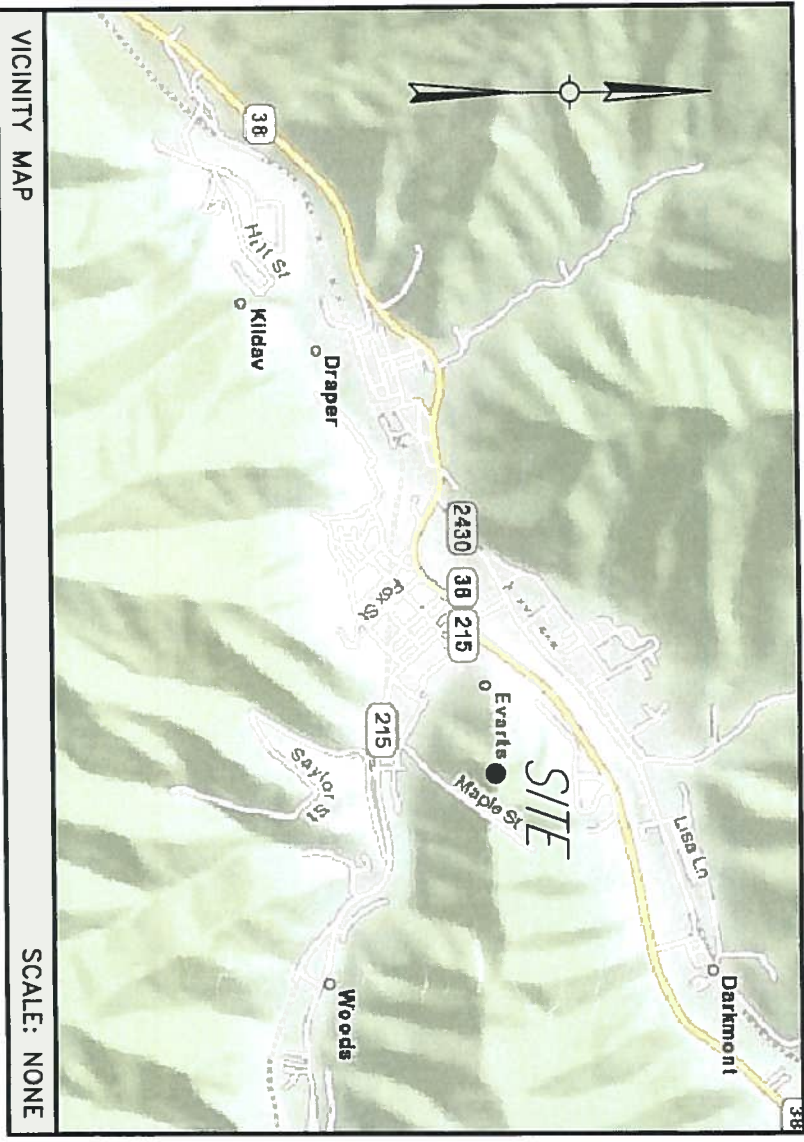 38
Darkmont
Lisa Ln
SITE
Evarts
Maple St
2430
38
215
Fox St
215
Saylor St
Woods
38
Draper
Kildav
Hill St
VICINITY MAP
SCALE: NONE